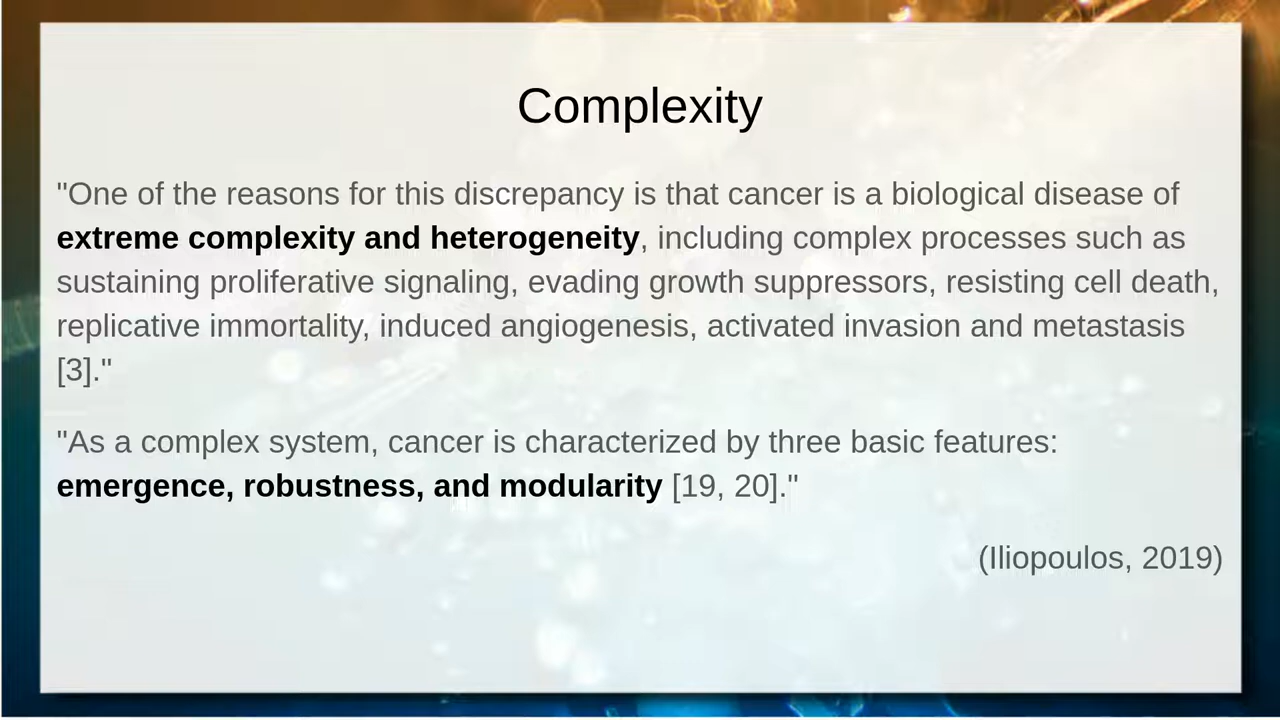 Complexity
"One of the reasons for this discrepancy is that cancer is a biological disease of
extreme complexity and heterogeneity, including complex processes such as
sustaining proliferative signaling, evading growth suppressors, resisting cell death,
replicative immortality, induced angiogenesis, activated invasion and metastasis
[3]."
"As a complex system, cancer is characterized by three basic features:
emergence, robustness, and modularity [19, 20]."
(Iliopoulos, 2019)